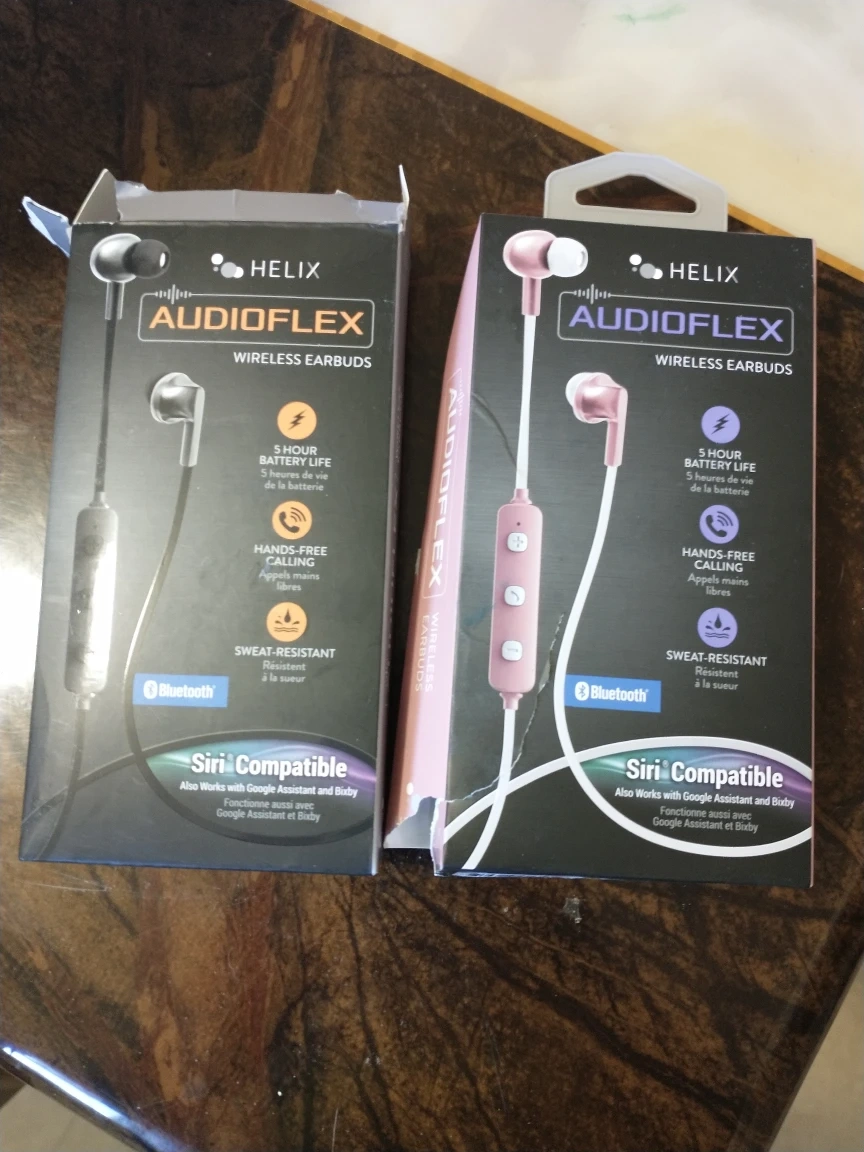 HELIX
AUDIOFLEX
WIRELESS EARBUDS
5 HOUR
BATTERY LIFE
5 heures de vie
de la batterie
HANDS-FREE
CALLING
Appels mains
libres
SWEAT-RESISTANT
Résistent
à la sueur
Bluetooth®
Siri® Compatible
Also Works with Google Assistant and Bixby
Fonctionne aussi avec
Google Assistant et Bixby
AUDIOFLEX
WIRELESS
EARBUDS
HELIX
AUDIOFLEX
WIRELESS EARBUDS
5 HOUR
BATTERY LIFE
5 heures de vie
de la batterie
HANDS-FREE
CALLING
Appels mains
libres
SWEAT-RESISTANT
Résistent
à la sueur
Bluetooth®
Siri® Compatible
Also Works with Google Assistant and Bixby
Fonctionne aussi avec
Google Assistant et Bixby